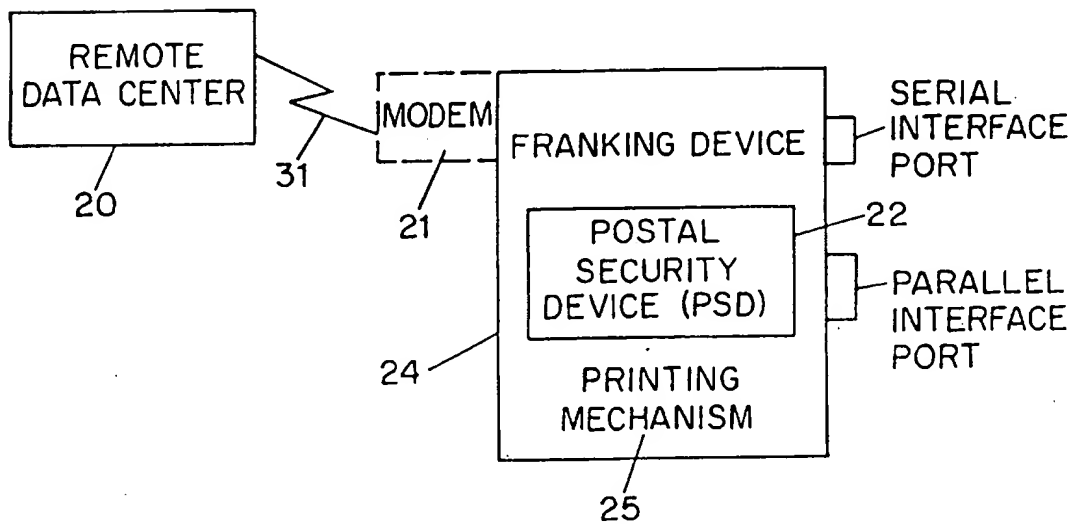 REMOTE
DATA CENTER
20
31
MODEM
21
FRANKING DEVICE
SERIAL
INTERFACE
PORT
POSTAL
SECURITY
DEVICE (PSD)
22
PARALLEL
INTERFACE
PORT
24
PRINTING
MECHANISM
25